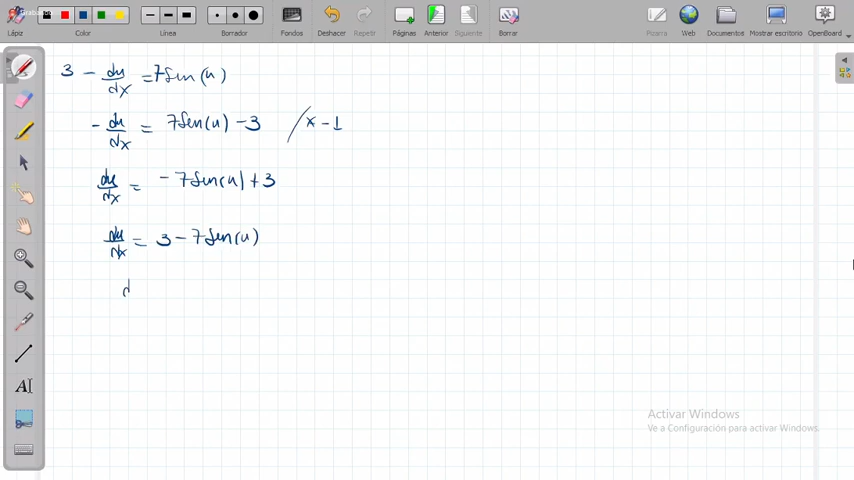 Lápiz
Color
Línea
Borrador
Fondos
Deshacer
Repetir
Páginas
Anterior
Siguiente
Borrar
Pizarra
Web
Documentos
Mostrar escritorio
OpenBoard
3 - du/dx = 7Sen(u)
- du/dx = 7Sen(u) - 3 / x - 1
du/dx = - 7Sen(u) + 3
du/dx = 3 - 7Sen(u)
d
Activar Windows
Ve a Configuración para activar Windows.